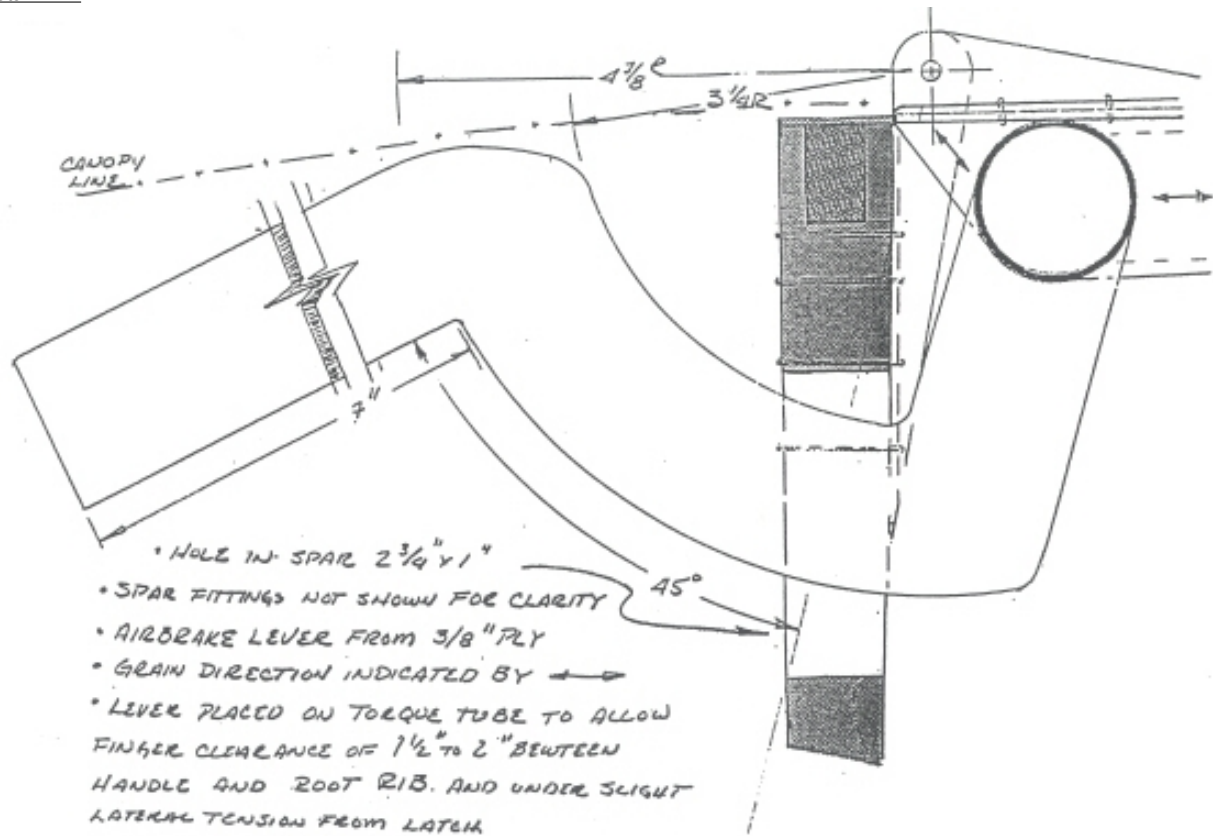 4 3/8 R
3 1/4 R
CANOPY
LINE
7"
45°
• HOLE IN SPAR 2 3/4" X 1"
• SPAR FITTINGS NOT SHOWN FOR CLARITY
• AIRBRAKE LEVER FROM 3/8" PLY
• GRAIN DIRECTION INDICATED BY
• LEVER PLACED ON TORQUE TUBE TO ALLOW
FINGER CLEARANCE OF 1 1/2" TO 2" BEWTEEN
HANDLE AND ROOT RIB. AND UNDER SLIGHT
LATERAL TENSION FROM LATCH